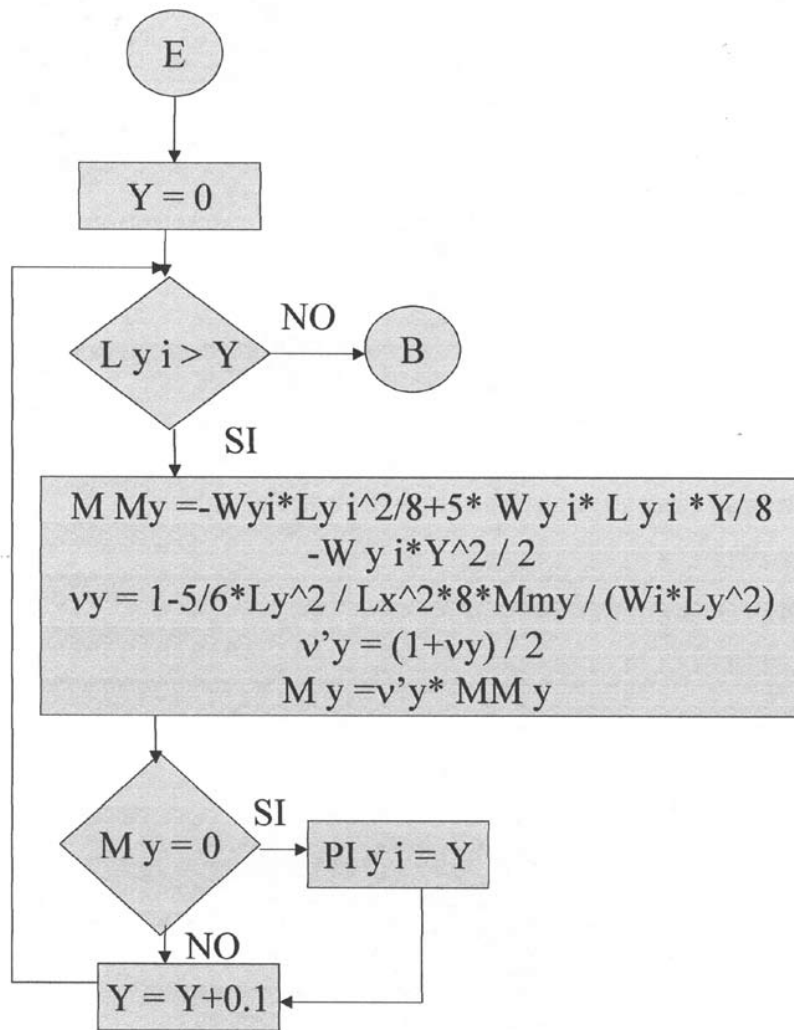 E
Y = 0
L y i > Y
NO
B
SI
M My =-Wyi*Ly i^2/8+5* W y i* L y i *Y/ 8
-W y i*Y^2 / 2
νy = 1-5/6*Ly^2 / Lx^2*8*Mmy / (Wi*Ly^2)
ν’y = (1+νy) / 2
M y =ν’y* MM y
M y = 0
SI
PI y i = Y
NO
Y = Y+0.1